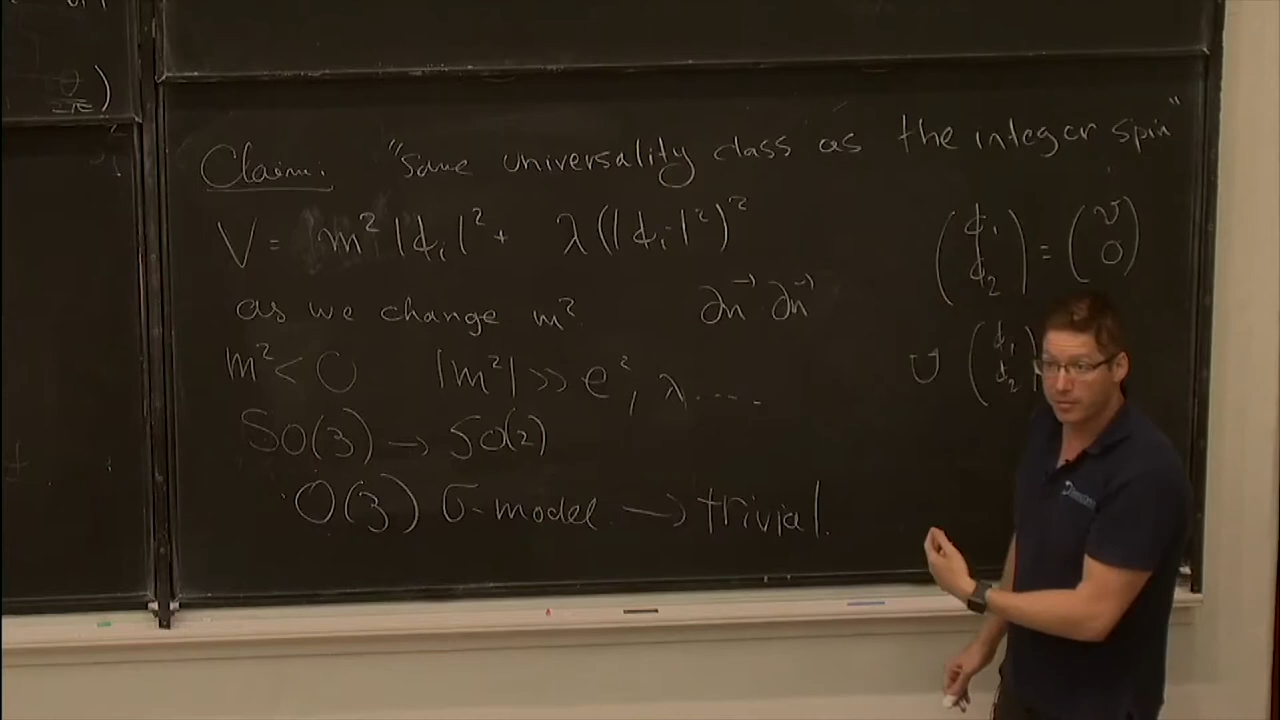 θ/2π )
Claim: "Same universality class as the integer spin"
V = m² |ϕᵢ|² + λ(|ϕᵢ|²)²
(ϕ₁ ϕ₂) = (v 0)
as we change m²
∂n⃗ ∂n⃗
m² < 0 |m²| >> e², λ ....
U (ϕ₁ ϕ₂)
SO(3) → SO(2)
O(3) σ-model → trivial.